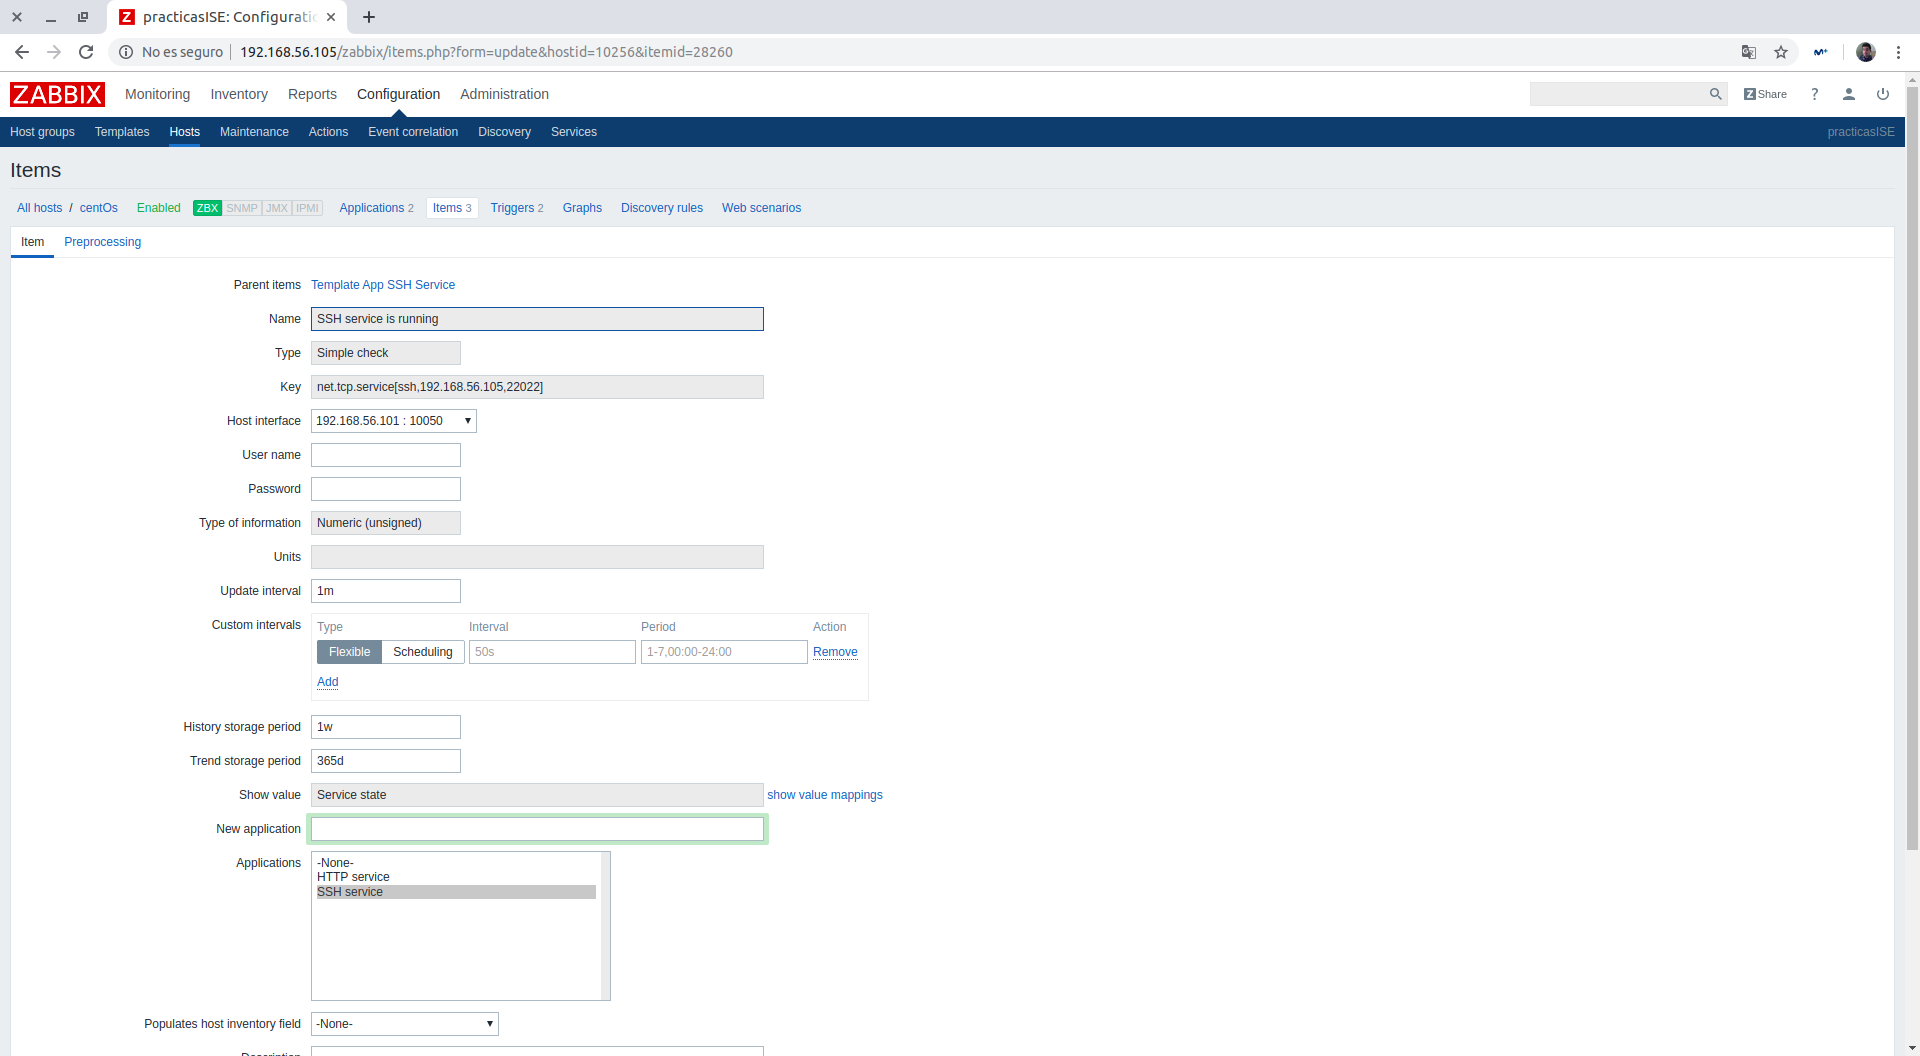 practicasISE: Configurati
No es seguro 192.168.56.105/zabbix/items.php?form=update&hostid=10256&itemid=28260
ZABBIX Monitoring Inventory Reports Configuration Administration Z Share ?
Host groups Templates Hosts Maintenance Actions Event correlation Discovery Services practicasISE
Items
All hosts / centOs Enabled ZBX SNMP JMX IPMI Applications 2 Items 3 Triggers 2 Graphs Discovery rules Web scenarios
Item Preprocessing
Parent items Template App SSH Service
Name SSH service is running
Type Simple check
Key net.tcp.service[ssh,192.168.56.105,22022]
Host interface 192.168.56.101 : 10050
User name
Password
Type of information Numeric (unsigned)
Units
Update interval 1m
Custom intervals Type Interval Period Action
Flexible Scheduling 50s 1-7,00:00-24:00 Remove
Add
History storage period 1w
Trend storage period 365d
Show value Service state show value mappings
New application
Applications -None-
HTTP service
SSH service
Populates host inventory field -None-
Description